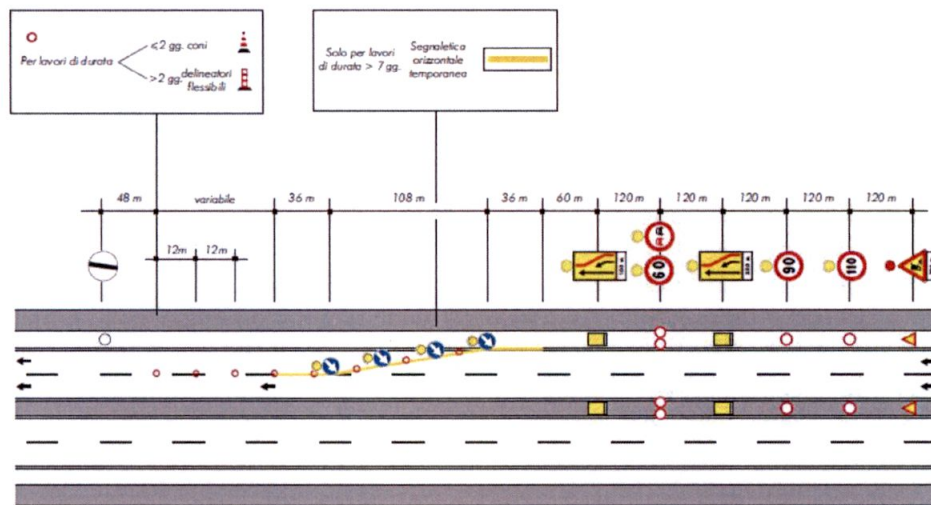 ≤2 gg. coni
Per lavori di durata
>2 gg. delineatori
flessibili
Solo per lavori
di durata > 7 gg.
Segnaletica
orizzontale
temporanea
48 m
variabile
36 m
108 m
36 m
60 m
120 m
120 m
120 m
120 m
120 m
12m
12m
60
90
110